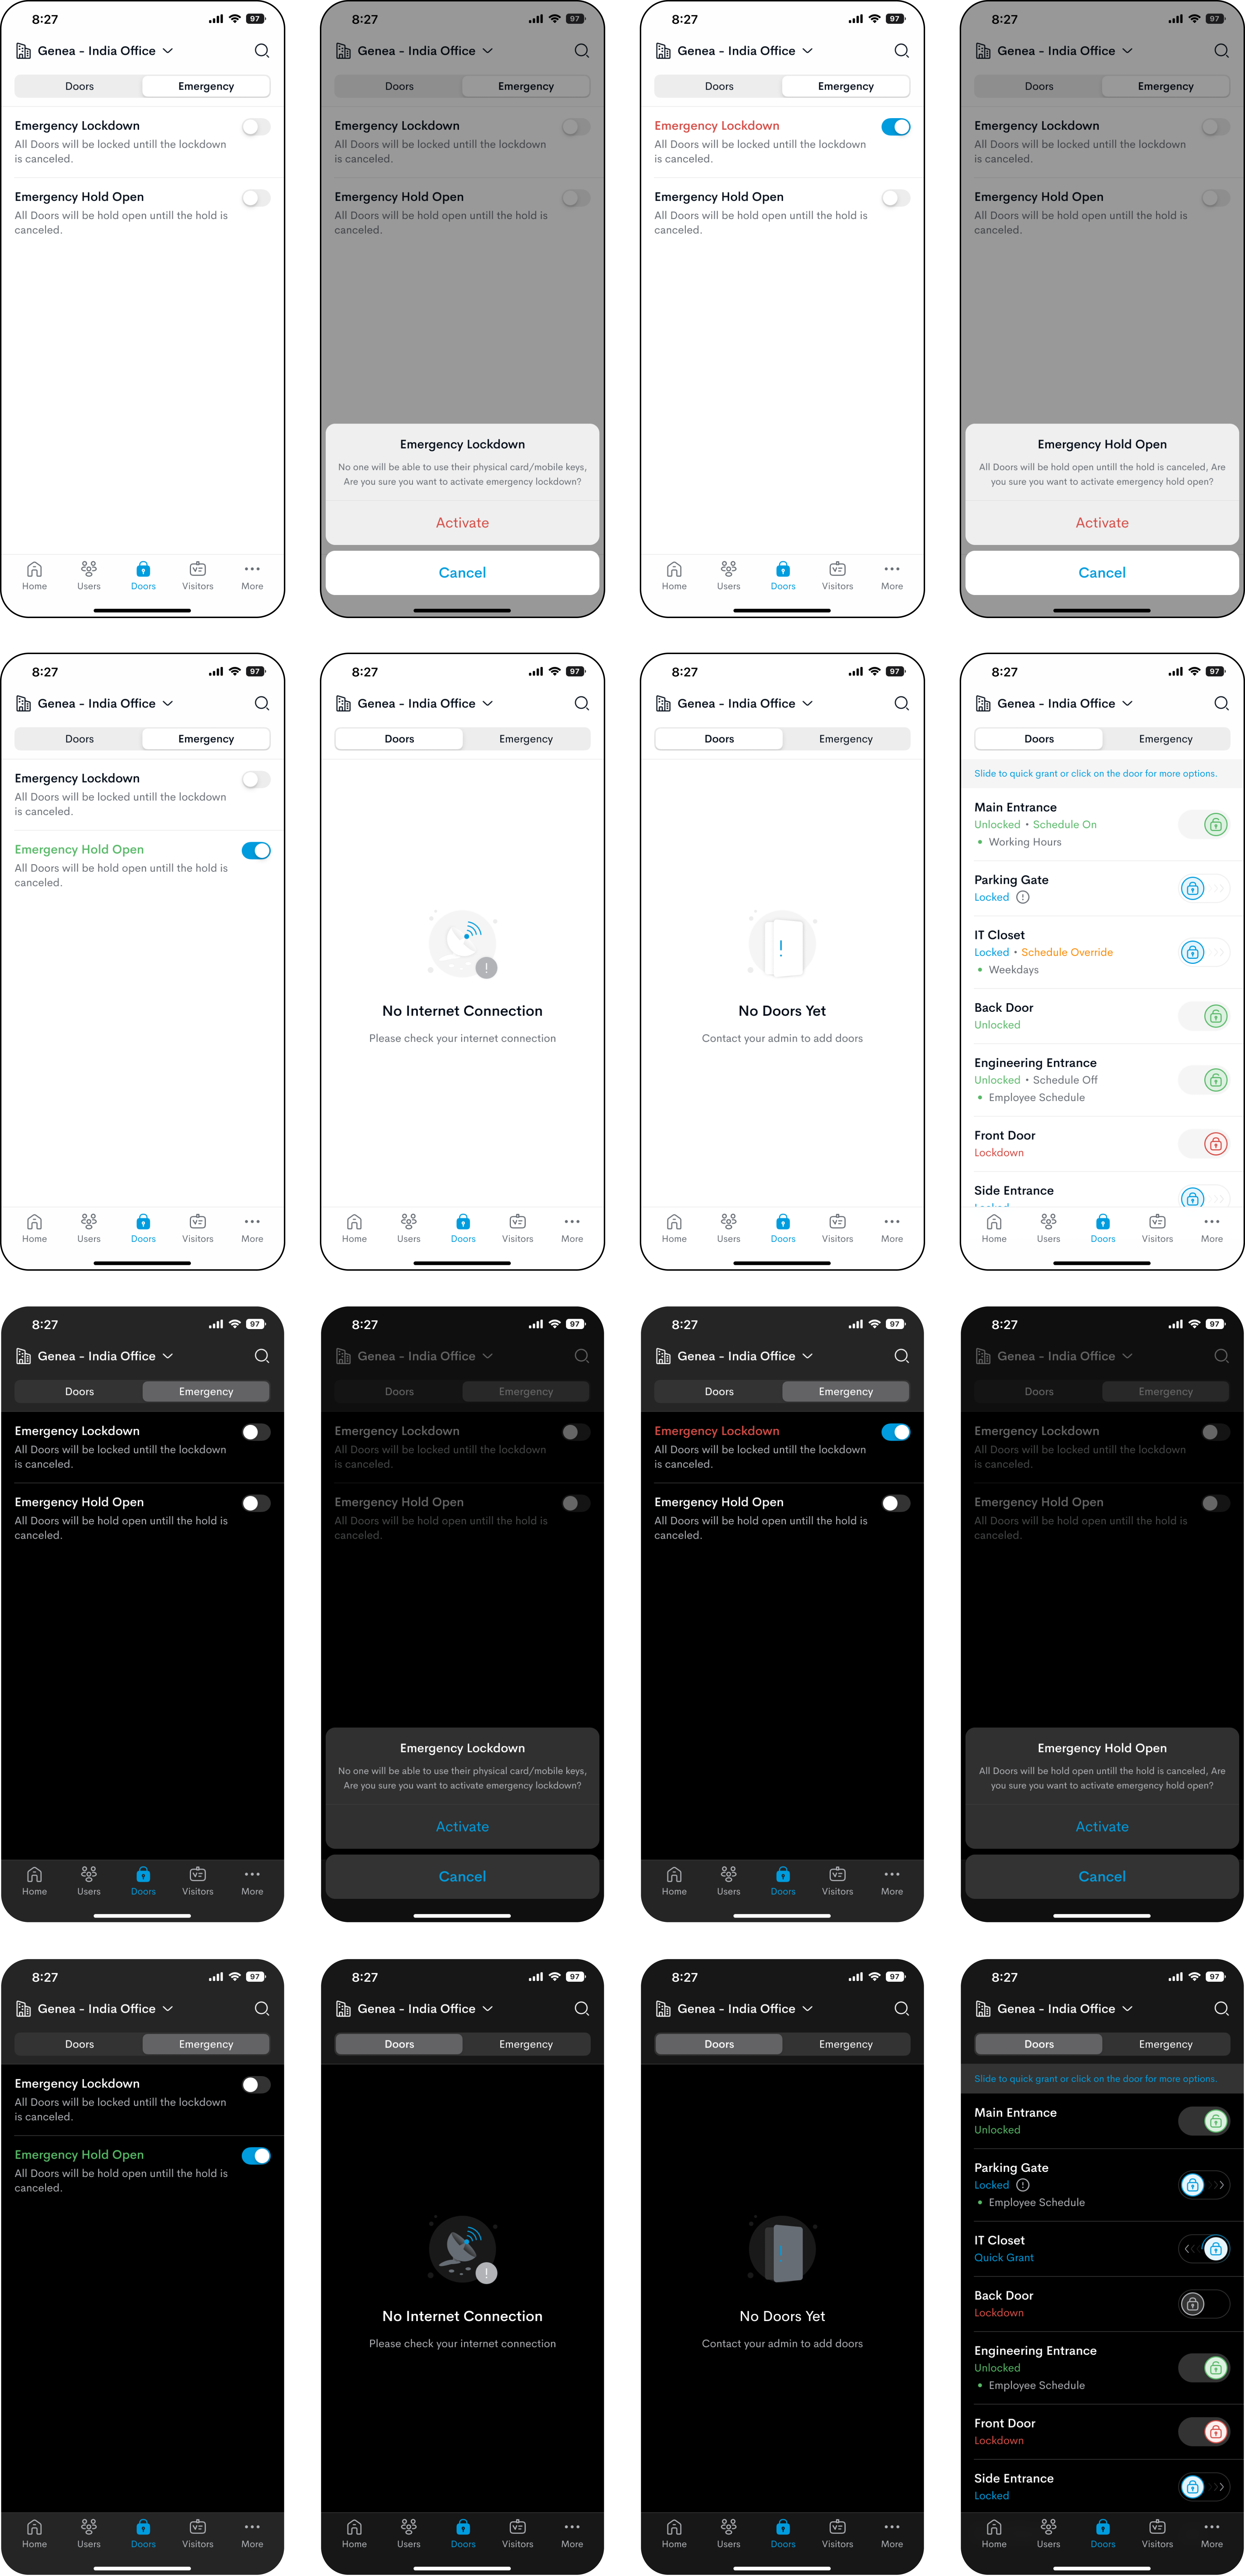 8:27
97
Genea - India Office
Doors
Emergency
Emergency Lockdown
All Doors will be locked untill the lockdown
is canceled.
Emergency Hold Open
All Doors will be hold open untill the hold is
canceled.
Home
Users
Doors
Visitors
More
8:27
97
Genea - India Office
Doors
Emergency
Emergency Lockdown
All Doors will be locked untill the lockdown
is canceled.
Emergency Hold Open
All Doors will be hold open untill the hold is
canceled.
Emergency Lockdown
No one will be able to use their physical card/mobile keys,
Are you sure you want to activate emergency lockdown?
Activate
Cancel
8:27
97
Genea - India Office
Doors
Emergency
Emergency Lockdown
All Doors will be locked untill the lockdown
is canceled.
Emergency Hold Open
All Doors will be hold open untill the hold is
canceled.
Home
Users
Doors
Visitors
More
8:27
97
Genea - India Office
Doors
Emergency
Emergency Lockdown
All Doors will be locked untill the lockdown
is canceled.
Emergency Hold Open
All Doors will be hold open untill the hold is
canceled.
Emergency Hold Open
All Doors will be hold open untill the hold is canceled, Are
you sure you want to activate emergency hold open?
Activate
Cancel
8:27
97
Genea - India Office
Doors
Emergency
Emergency Lockdown
All Doors will be locked untill the lockdown
is canceled.
Emergency Hold Open
All Doors will be hold open untill the hold is
canceled.
Home
Users
Doors
Visitors
More
8:27
97
Genea - India Office
Doors
Emergency
No Internet Connection
Please check your internet connection
Home
Users
Doors
Visitors
More
8:27
97
Genea - India Office
Doors
Emergency
No Doors Yet
Contact your admin to add doors
Home
Users
Doors
Visitors
More
8:27
97
Genea - India Office
Doors
Emergency
Slide to quick grant or click on the door for more options.
Main Entrance
Unlocked • Schedule On
• Working Hours
Parking Gate
Locked
IT Closet
Locked • Schedule Override
• Weekdays
Back Door
Unlocked
Engineering Entrance
Unlocked • Schedule Off
• Employee Schedule
Front Door
Lockdown
Side Entrance
Locked
Home
Users
Doors
Visitors
More
8:27
97
Genea - India Office
Doors
Emergency
Emergency Lockdown
All Doors will be locked untill the lockdown
is canceled.
Emergency Hold Open
All Doors will be hold open untill the hold is
canceled.
Home
Users
Doors
Visitors
More
8:27
97
Genea - India Office
Doors
Emergency
Emergency Lockdown
All Doors will be locked untill the lockdown
is canceled.
Emergency Hold Open
All Doors will be hold open untill the hold is
canceled.
Emergency Lockdown
No one will be able to use their physical card/mobile keys,
Are you sure you want to activate emergency lockdown?
Activate
Cancel
8:27
97
Genea - India Office
Doors
Emergency
Emergency Lockdown
All Doors will be locked untill the lockdown
is canceled.
Emergency Hold Open
All Doors will be hold open untill the hold is
canceled.
Home
Users
Doors
Visitors
More
8:27
97
Genea - India Office
Doors
Emergency
Emergency Lockdown
All Doors will be locked untill the lockdown
is canceled.
Emergency Hold Open
All Doors will be hold open untill the hold is
canceled.
Emergency Hold Open
All Doors will be hold open untill the hold is canceled, Are
you sure you want to activate emergency hold open?
Activate
Cancel
8:27
97
Genea - India Office
Doors
Emergency
Emergency Lockdown
All Doors will be locked untill the lockdown
is canceled.
Emergency Hold Open
All Doors will be hold open untill the hold is
canceled.
Home
Users
Doors
Visitors
More
8:27
97
Genea - India Office
Doors
Emergency
No Internet Connection
Please check your internet connection
Home
Users
Doors
Visitors
More
8:27
97
Genea - India Office
Doors
Emergency
No Doors Yet
Contact your admin to add doors
Home
Users
Doors
Visitors
More
8:27
97
Genea - India Office
Doors
Emergency
Slide to quick grant or click on the door for more options.
Main Entrance
Unlocked
Parking Gate
Locked
• Employee Schedule
IT Closet
Quick Grant
Back Door
Lockdown
Engineering Entrance
Unlocked
• Employee Schedule
Front Door
Lockdown
Side Entrance
Locked
Home
Users
Doors
Visitors
More